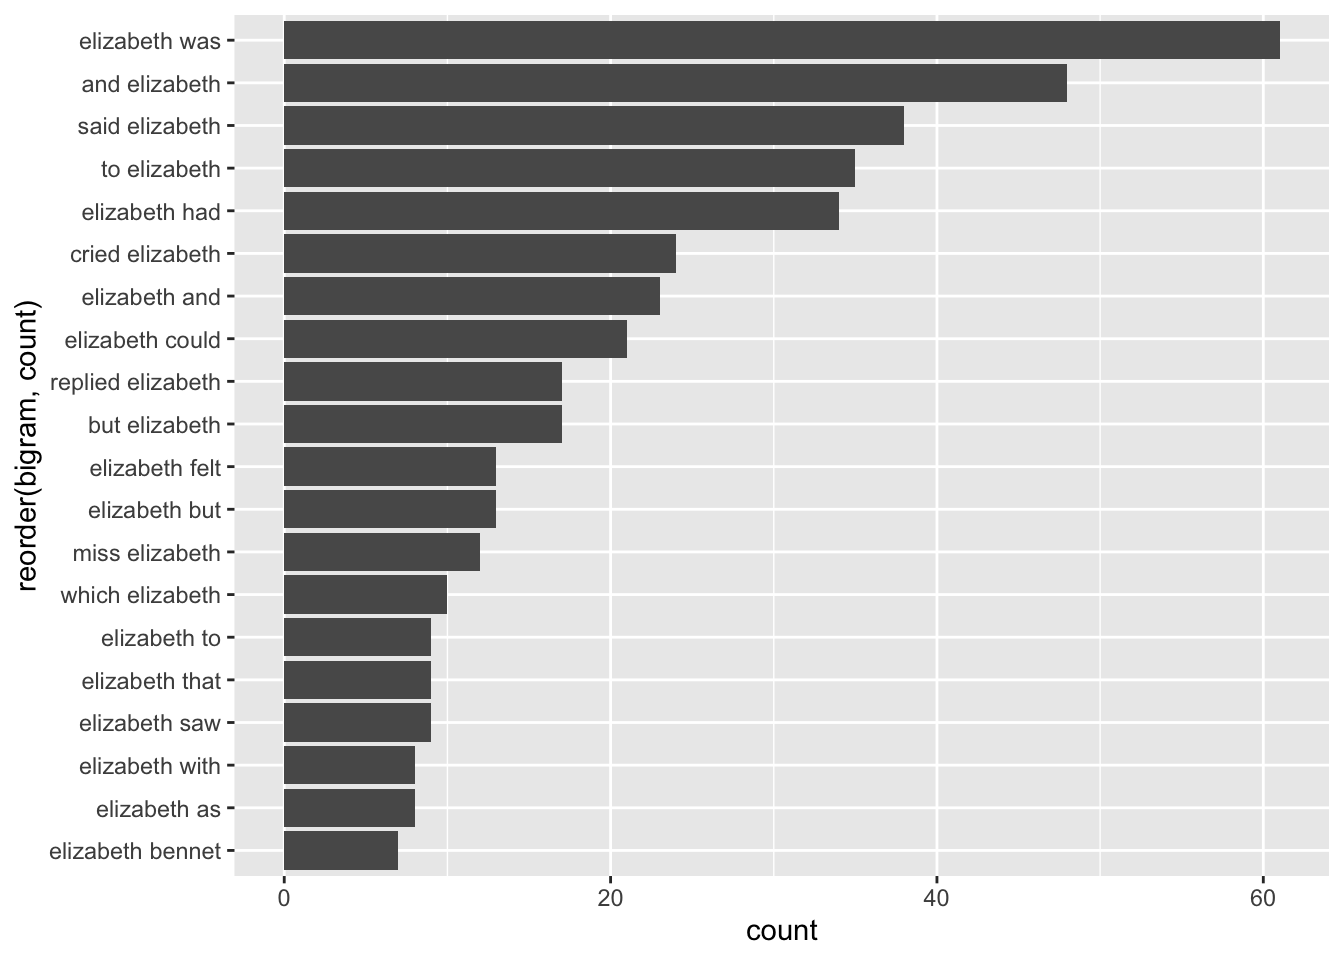 elizabeth was
and elizabeth
said elizabeth
to elizabeth
elizabeth had
cried elizabeth
elizabeth and
elizabeth could
replied elizabeth
but elizabeth
elizabeth felt
elizabeth but
miss elizabeth
which elizabeth
elizabeth to
elizabeth that
elizabeth saw
elizabeth with
elizabeth as
elizabeth bennet
reorder(bigram, count)
0 20 40 60
count